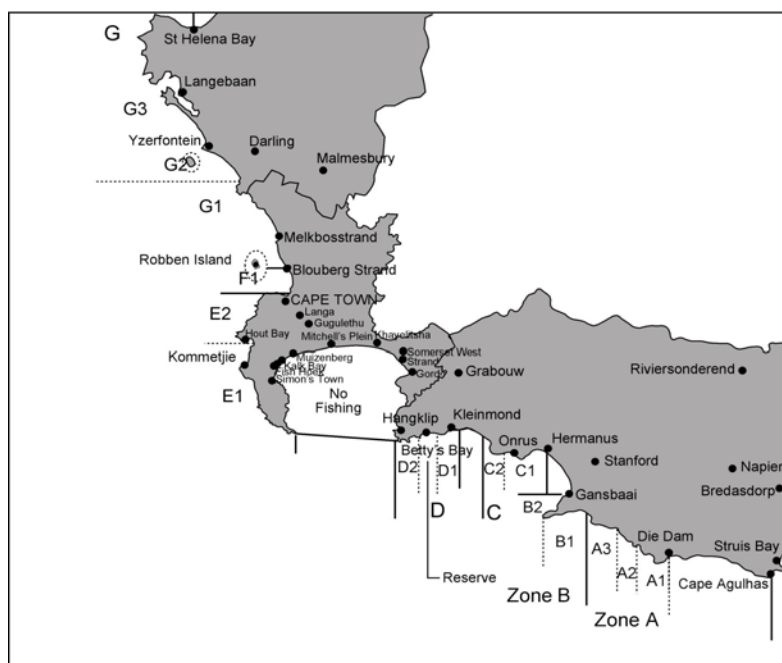 G
St Helena Bay
Langebaan
G3
Yzerfontein
Darling
G2
Malmesbury
G1
Melkbosstrand
Robben Island
F1
Blouberg Strand
CAPE TOWN
E2
Langa
Gugulethu
Hout Bay
Mitchell's Plein
Khayelitsha
Kommetjie
Muizenberg
Somerset West
Kalk Bay
Strand
Fish Hoek
Simon's Town
E1
No
Fishing
Grabouw
Riviersonderend
Hangklip
Kleinmond
Betty's Bay
Onrus
Hermanus
D2
D1
C2
C1
Stanford
Napier
Bredasdorp
D
C
B2
Gansbaai
B1
A3
Die Dam
Struis Bay
A2
A1
Reserve
Cape Agulhas
Zone B
Zone A